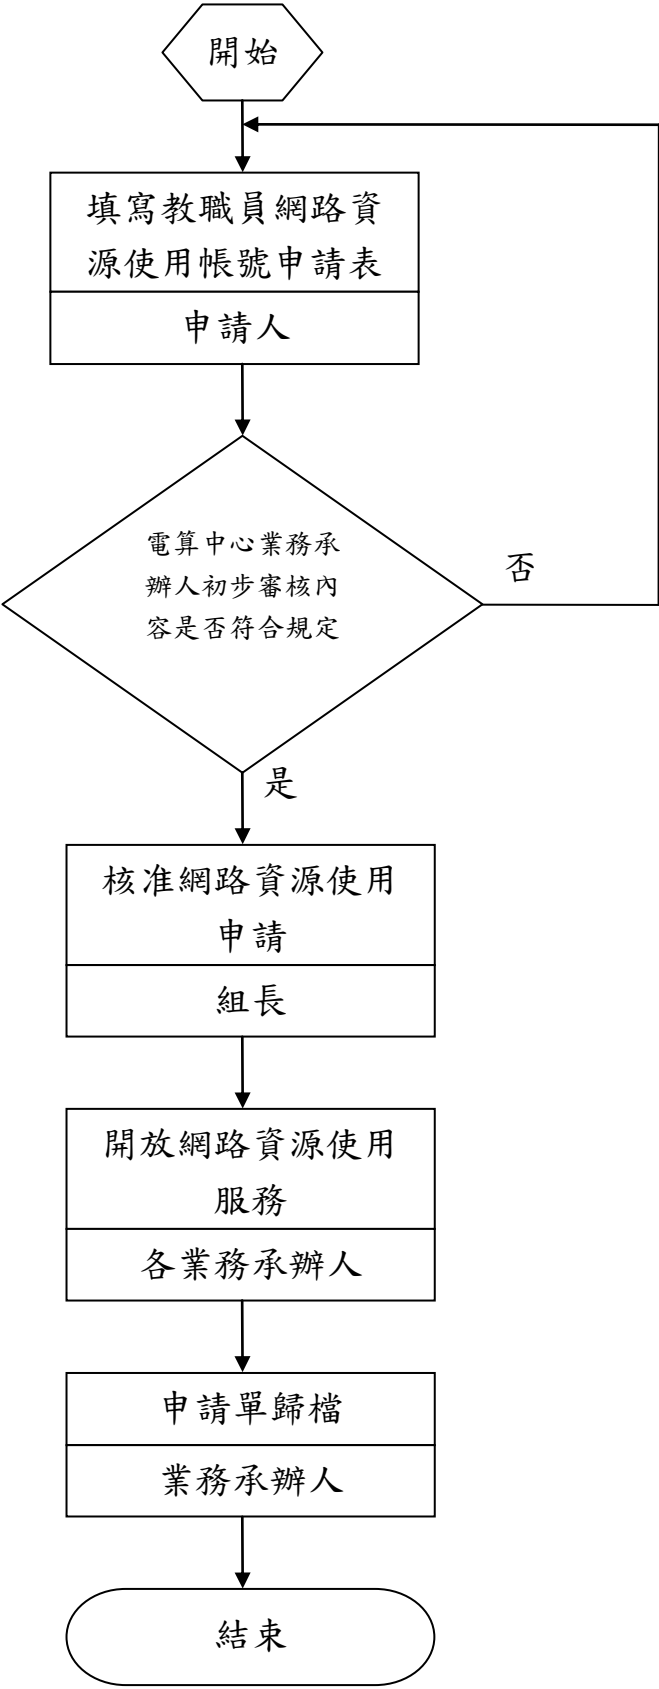 開始
填寫教職員網路資
源使用帳號申請表
申請人
電算中心業務承
辦人初步審核內
容是否符合規定
否
是
核准網路資源使用
申請
組長
開放網路資源使用
服務
各業務承辦人
申請單歸檔
業務承辦人
結束